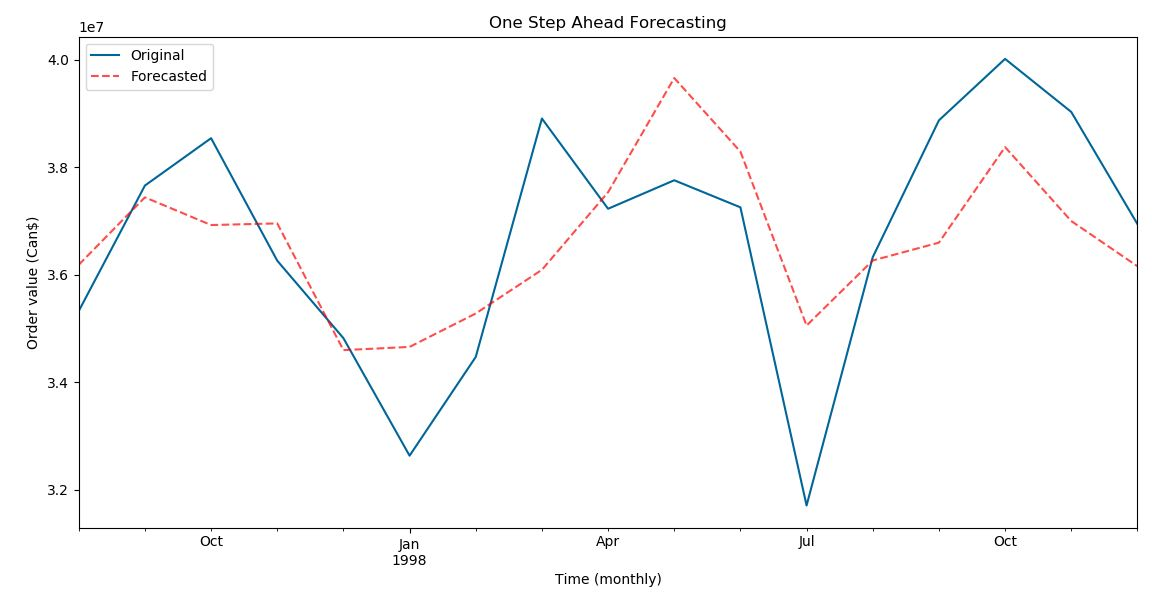 One Step Ahead Forecasting
1e7
Original
Forecasted
4.0
3.8
3.6
3.4
3.2
Order value (Can$)
Oct
Jan
1998
Apr
Jul
Oct
Time (monthly)